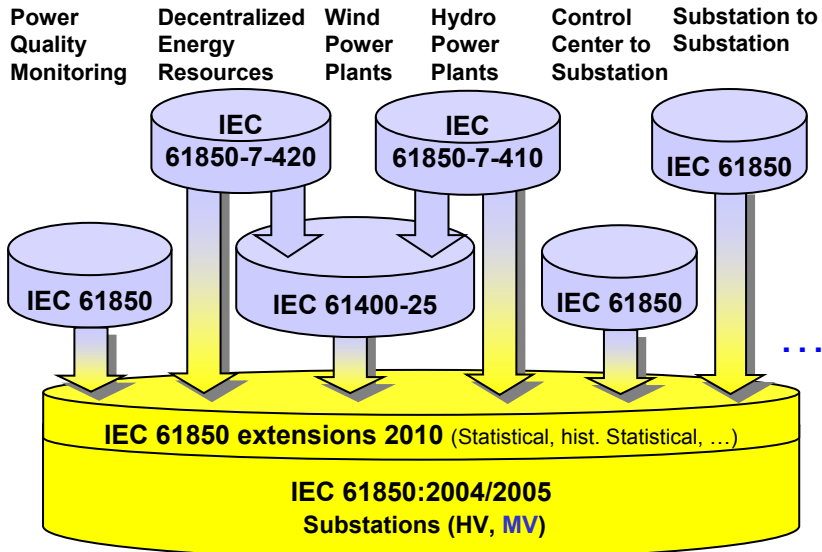 Power
Quality
Monitoring
Decentralized
Energy
Resources
Wind
Power
Plants
Hydro
Power
Plants
Control
Center to
Substation
Substation to
Substation
IEC
61850-7-420
IEC
61850-7-410
IEC 61850
IEC 61850
IEC 61400-25
IEC 61850
...
IEC 61850 extensions 2010 (Statistical, hist. Statistical, …)
IEC 61850:2004/2005
Substations (HV, MV)